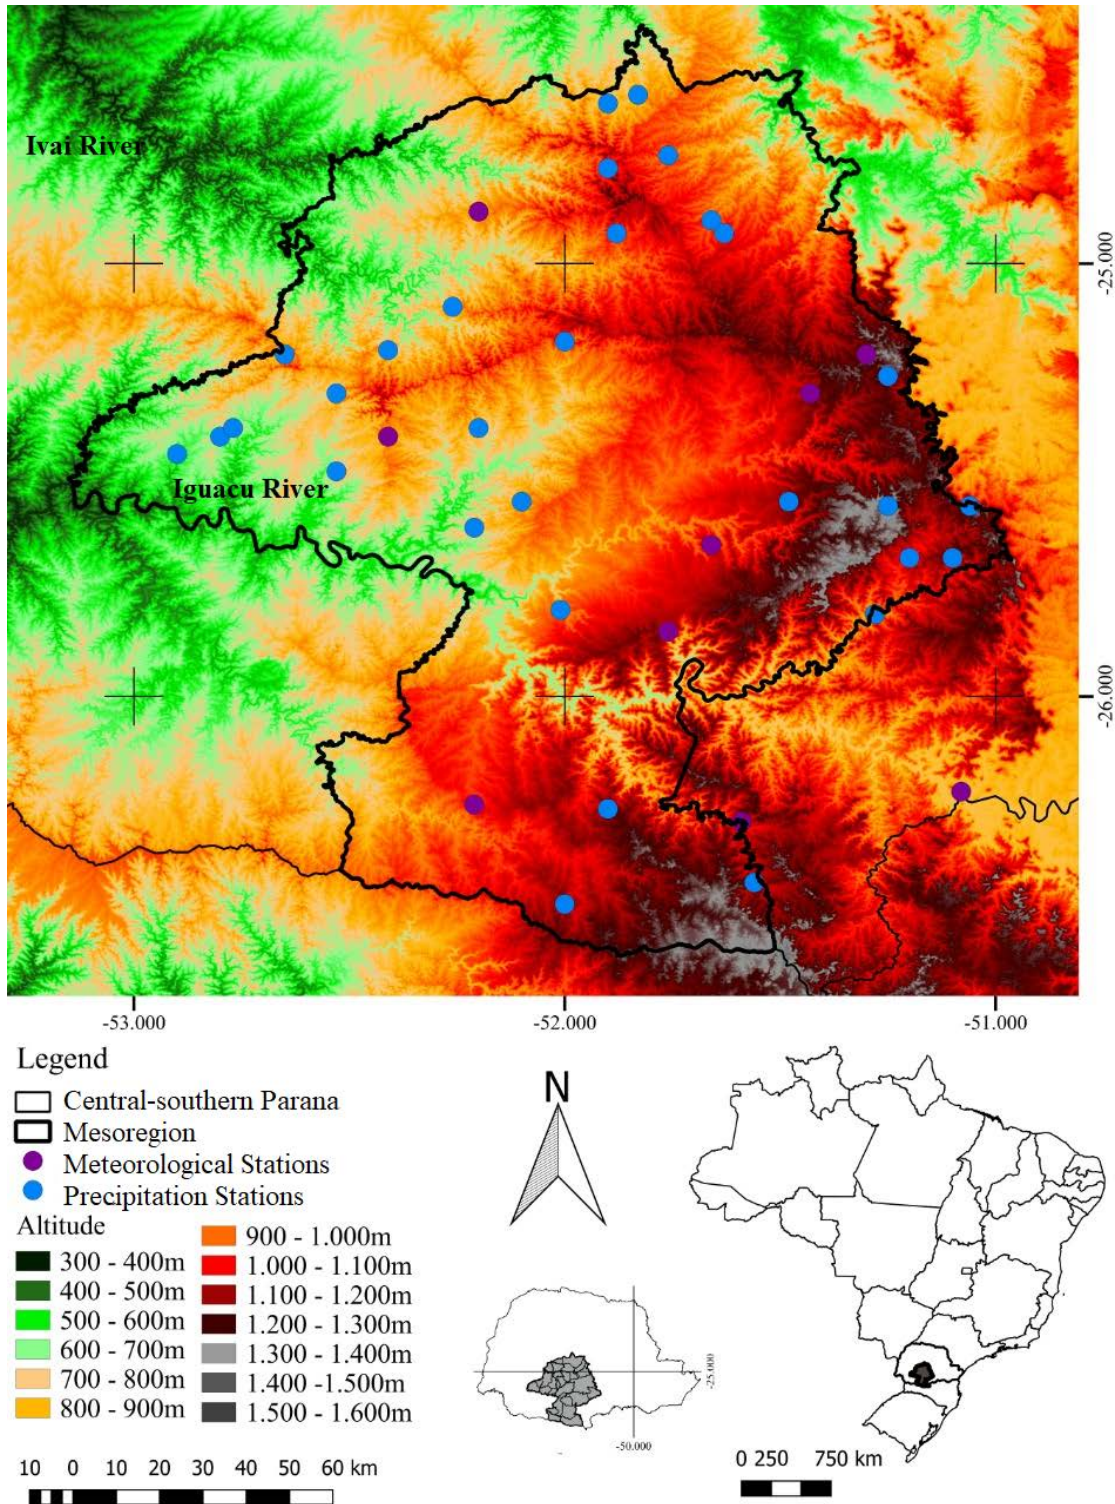 Ivai River
-25.000
Iguacu River
-26.000
-53.000
-52.000
-51.000
Legend
Central-southern Parana
Mesoregion
Meteorological Stations
Precipitation Stations
Altitude
300 - 400m
400 - 500m
500 - 600m
600 - 700m
700 - 800m
800 - 900m
900 - 1.000m
1.000 - 1.100m
1.100 - 1.200m
1.200 - 1.300m
1.300 - 1.400m
1.400 -1.500m
1.500 - 1.600m
N
-25.000
-50.000
10 0 10 20 30 40 50 60 km
0 250 750 km